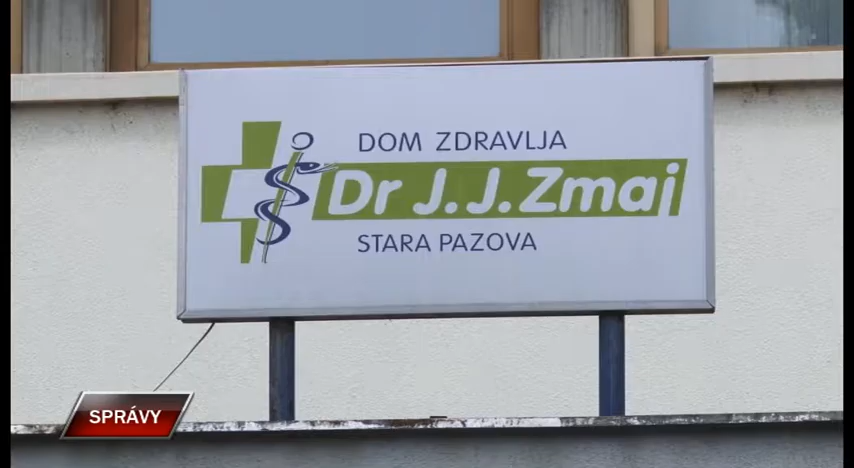 DOM ZDRAVLJA
Dr J. J. Zmaj
STARA PAZOVA
SPRÁVY